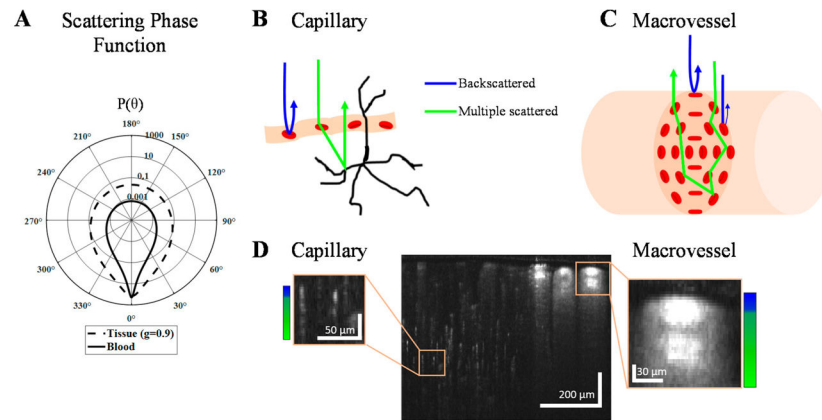 A
Scattering Phase
Function
P(θ)
180°
210°
150°
1000
240°
120°
10
0.1
0.001
270°
90°
300°
60°
330°
30°
0°
Tissue (g=0.9)
Blood
B
Capillary
Backscattered
Multiple scattered
C
Macrovessel
D
Capillary
50 µm
200 µm
Macrovessel
30 µm